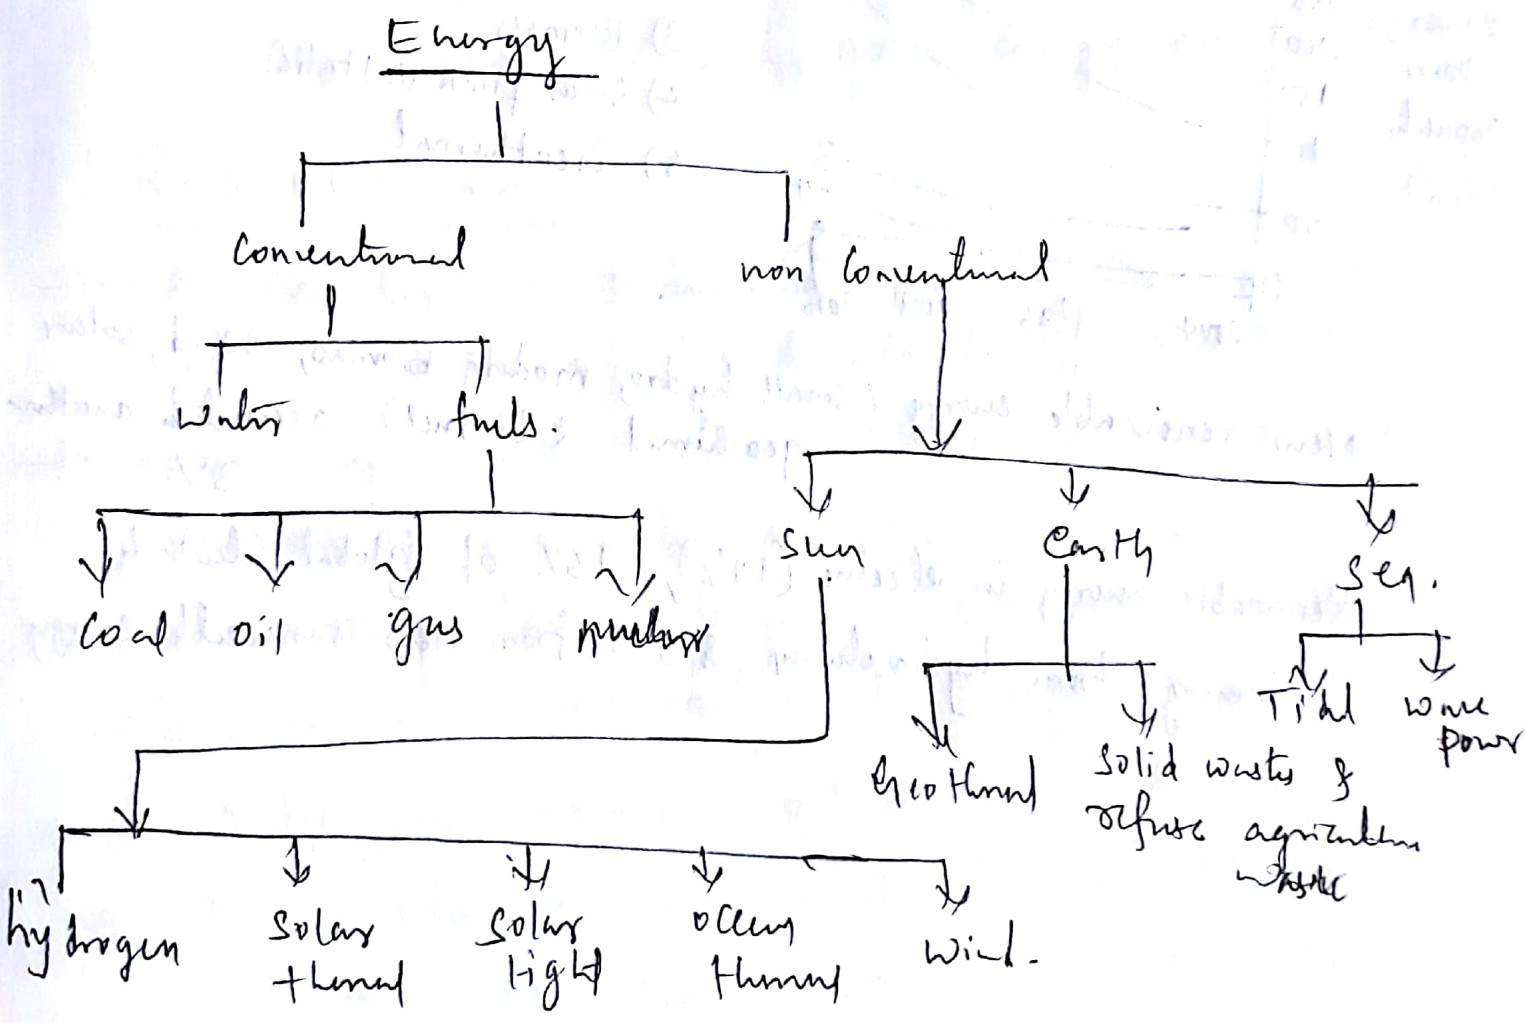 Energy
Conventional
non Conventional
Water
fuels.
Sun
Earth
Sea.
Coal oil gas nuclear
Tidal wave
power
Geothermal
Solid wastes &
refuse agriculture
waste
hydrogen
Solar
thermal
Solar
light
Ocean
thermal
Wind.